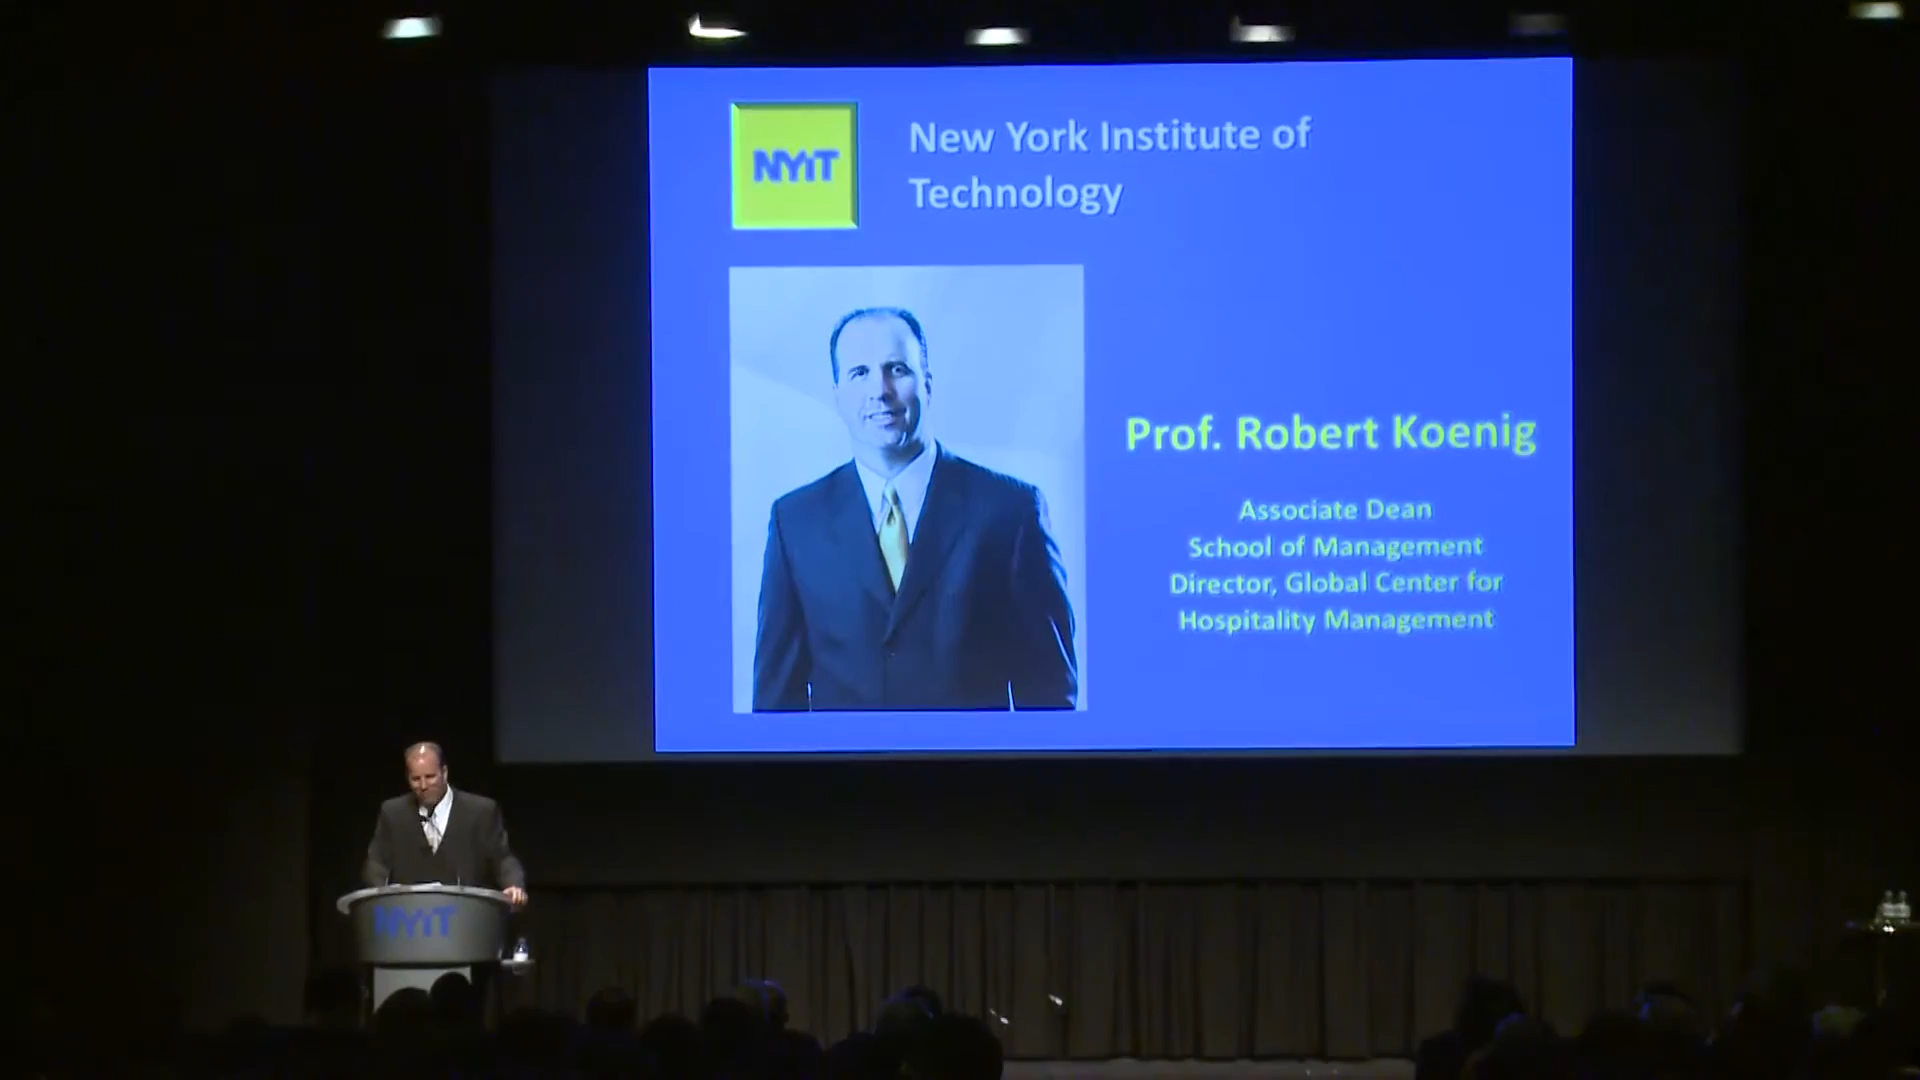 NYiT
New York Institute of
Technology
Prof. Robert Koenig
Associate Dean
School of Management
Director, Global Center for
Hospitality Management
NYiT